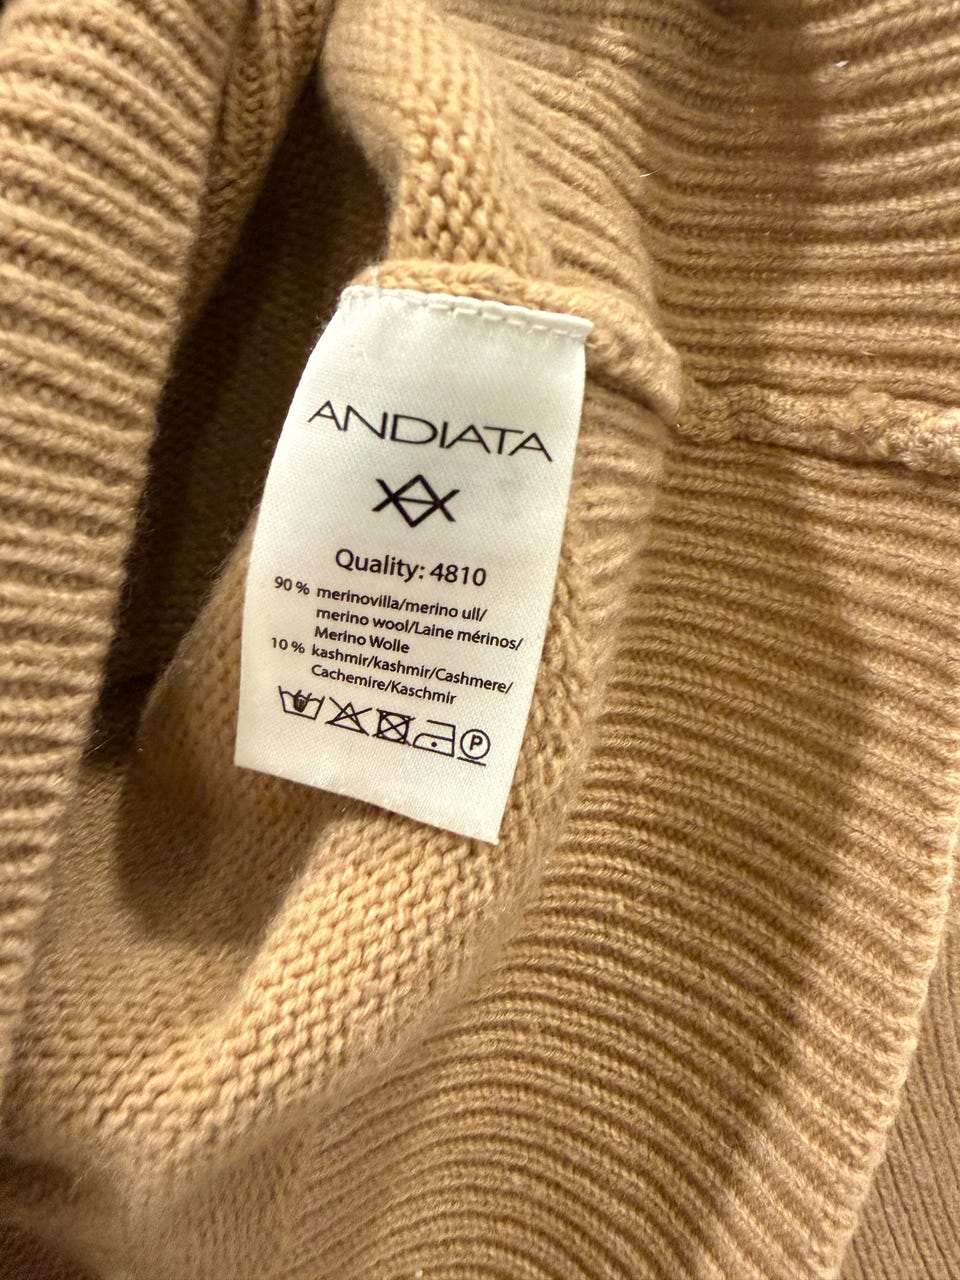 ANDIATA
Quality: 4810
90 % merinovilla/merino ull/
merino wool/Laine mérinos/
Merino Wolle
10 % kashmir/kashmir/Cashmere/
Cachemire/Kaschmir
P